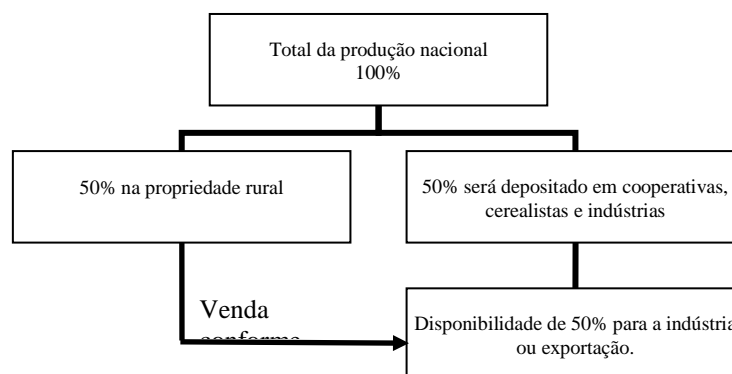 Total da produção nacional
100%
50% na propriedade rural
50% será depositado em cooperativas,
cerealistas e indústrias
Venda
conforme
Disponibilidade de 50% para a indústria
ou exportação.